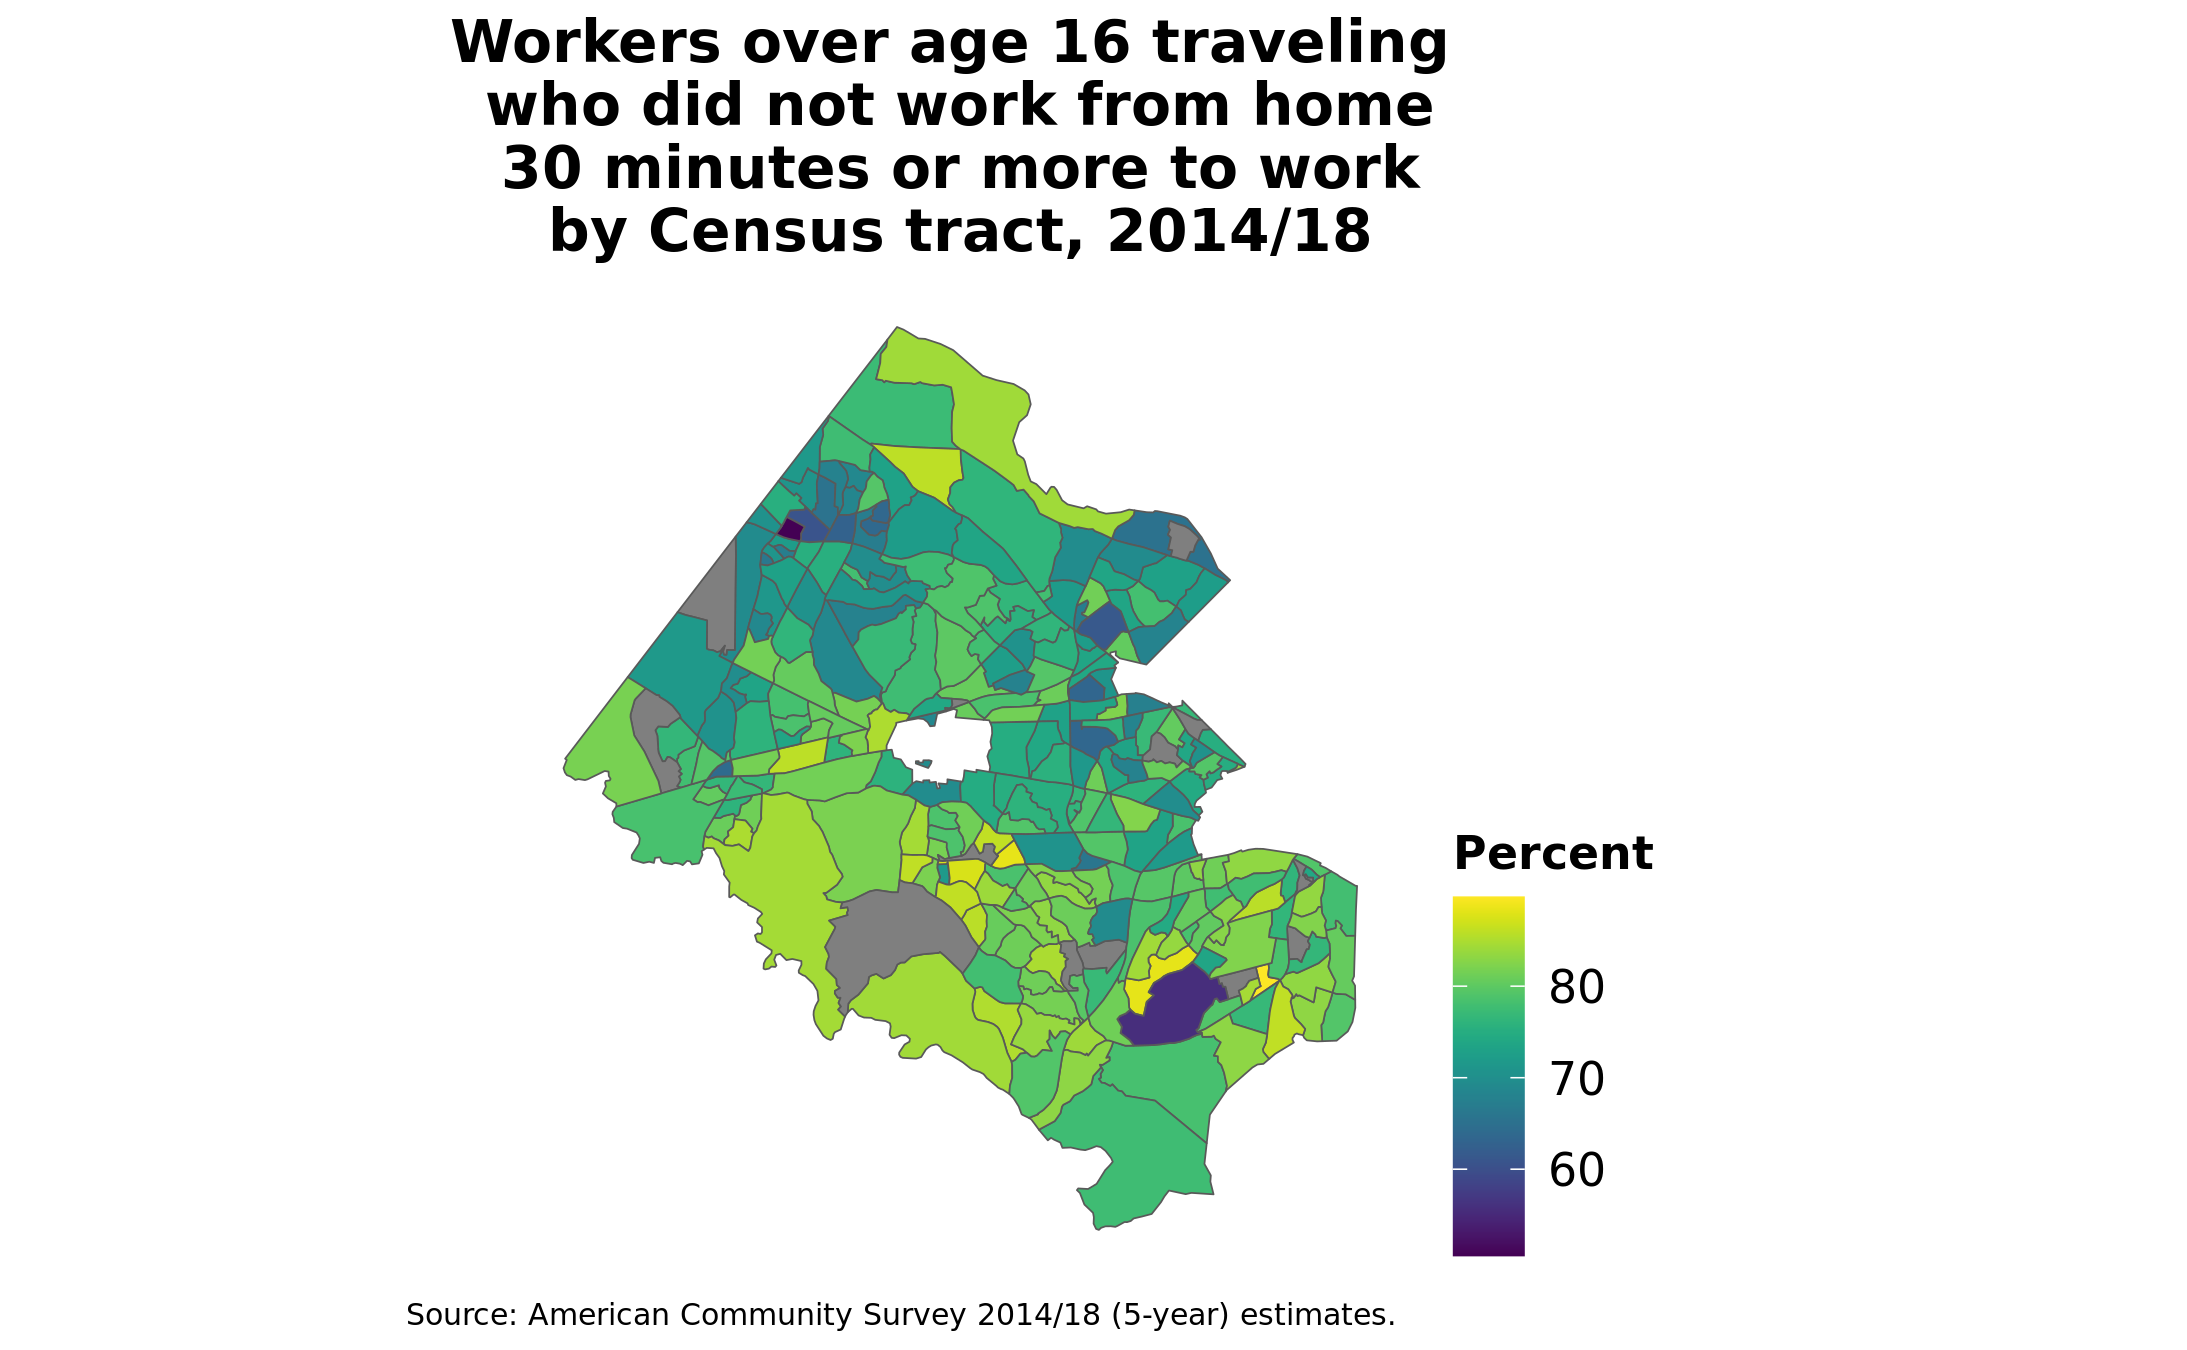 Workers over age 16 traveling
who did not work from home
30 minutes or more to work
by Census tract, 2014/18
Percent
80
70
60
Source: American Community Survey 2014/18 (5-year) estimates.